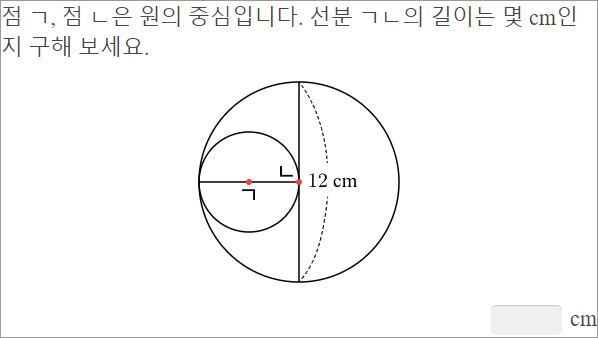 점 ㄱ, 점 ㄴ은 원의 중심입니다. 선분 ㄱㄴ의 길이는 몇 cm인
지 구해 보세요.
ㄴ
12 cm
ㄱ
cm